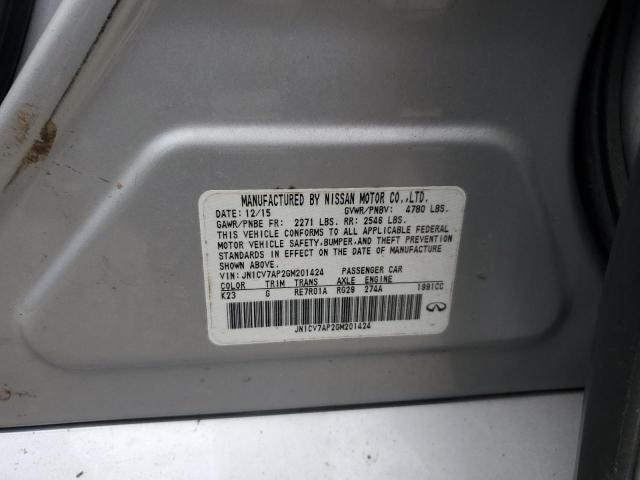 MANUFACTURED BY NISSAN MOTOR CO.,LTD.
DATE: 12/15 GVWR/PNBV: 4780 LBS.
GAWR/PNBE FR: 2271 LBS. RR: 2546 LBS.
THIS VEHICLE CONFORMS TO ALL APPLICABLE FEDERAL
MOTOR VEHICLE SAFETY,BUMPER,AND THEFT PREVENTION
STANDARDS IN EFFECT ON THE DATE OF MANUFACTURE
SHOWN ABOVE.
VIN: JN1CV7AP2GM201424 PASSENGER CAR
COLOR TRIM TRANS AXLE ENGINE
K23 G RE7R01A RG29 274A 1991CC
JN1CV7AP2GM201424